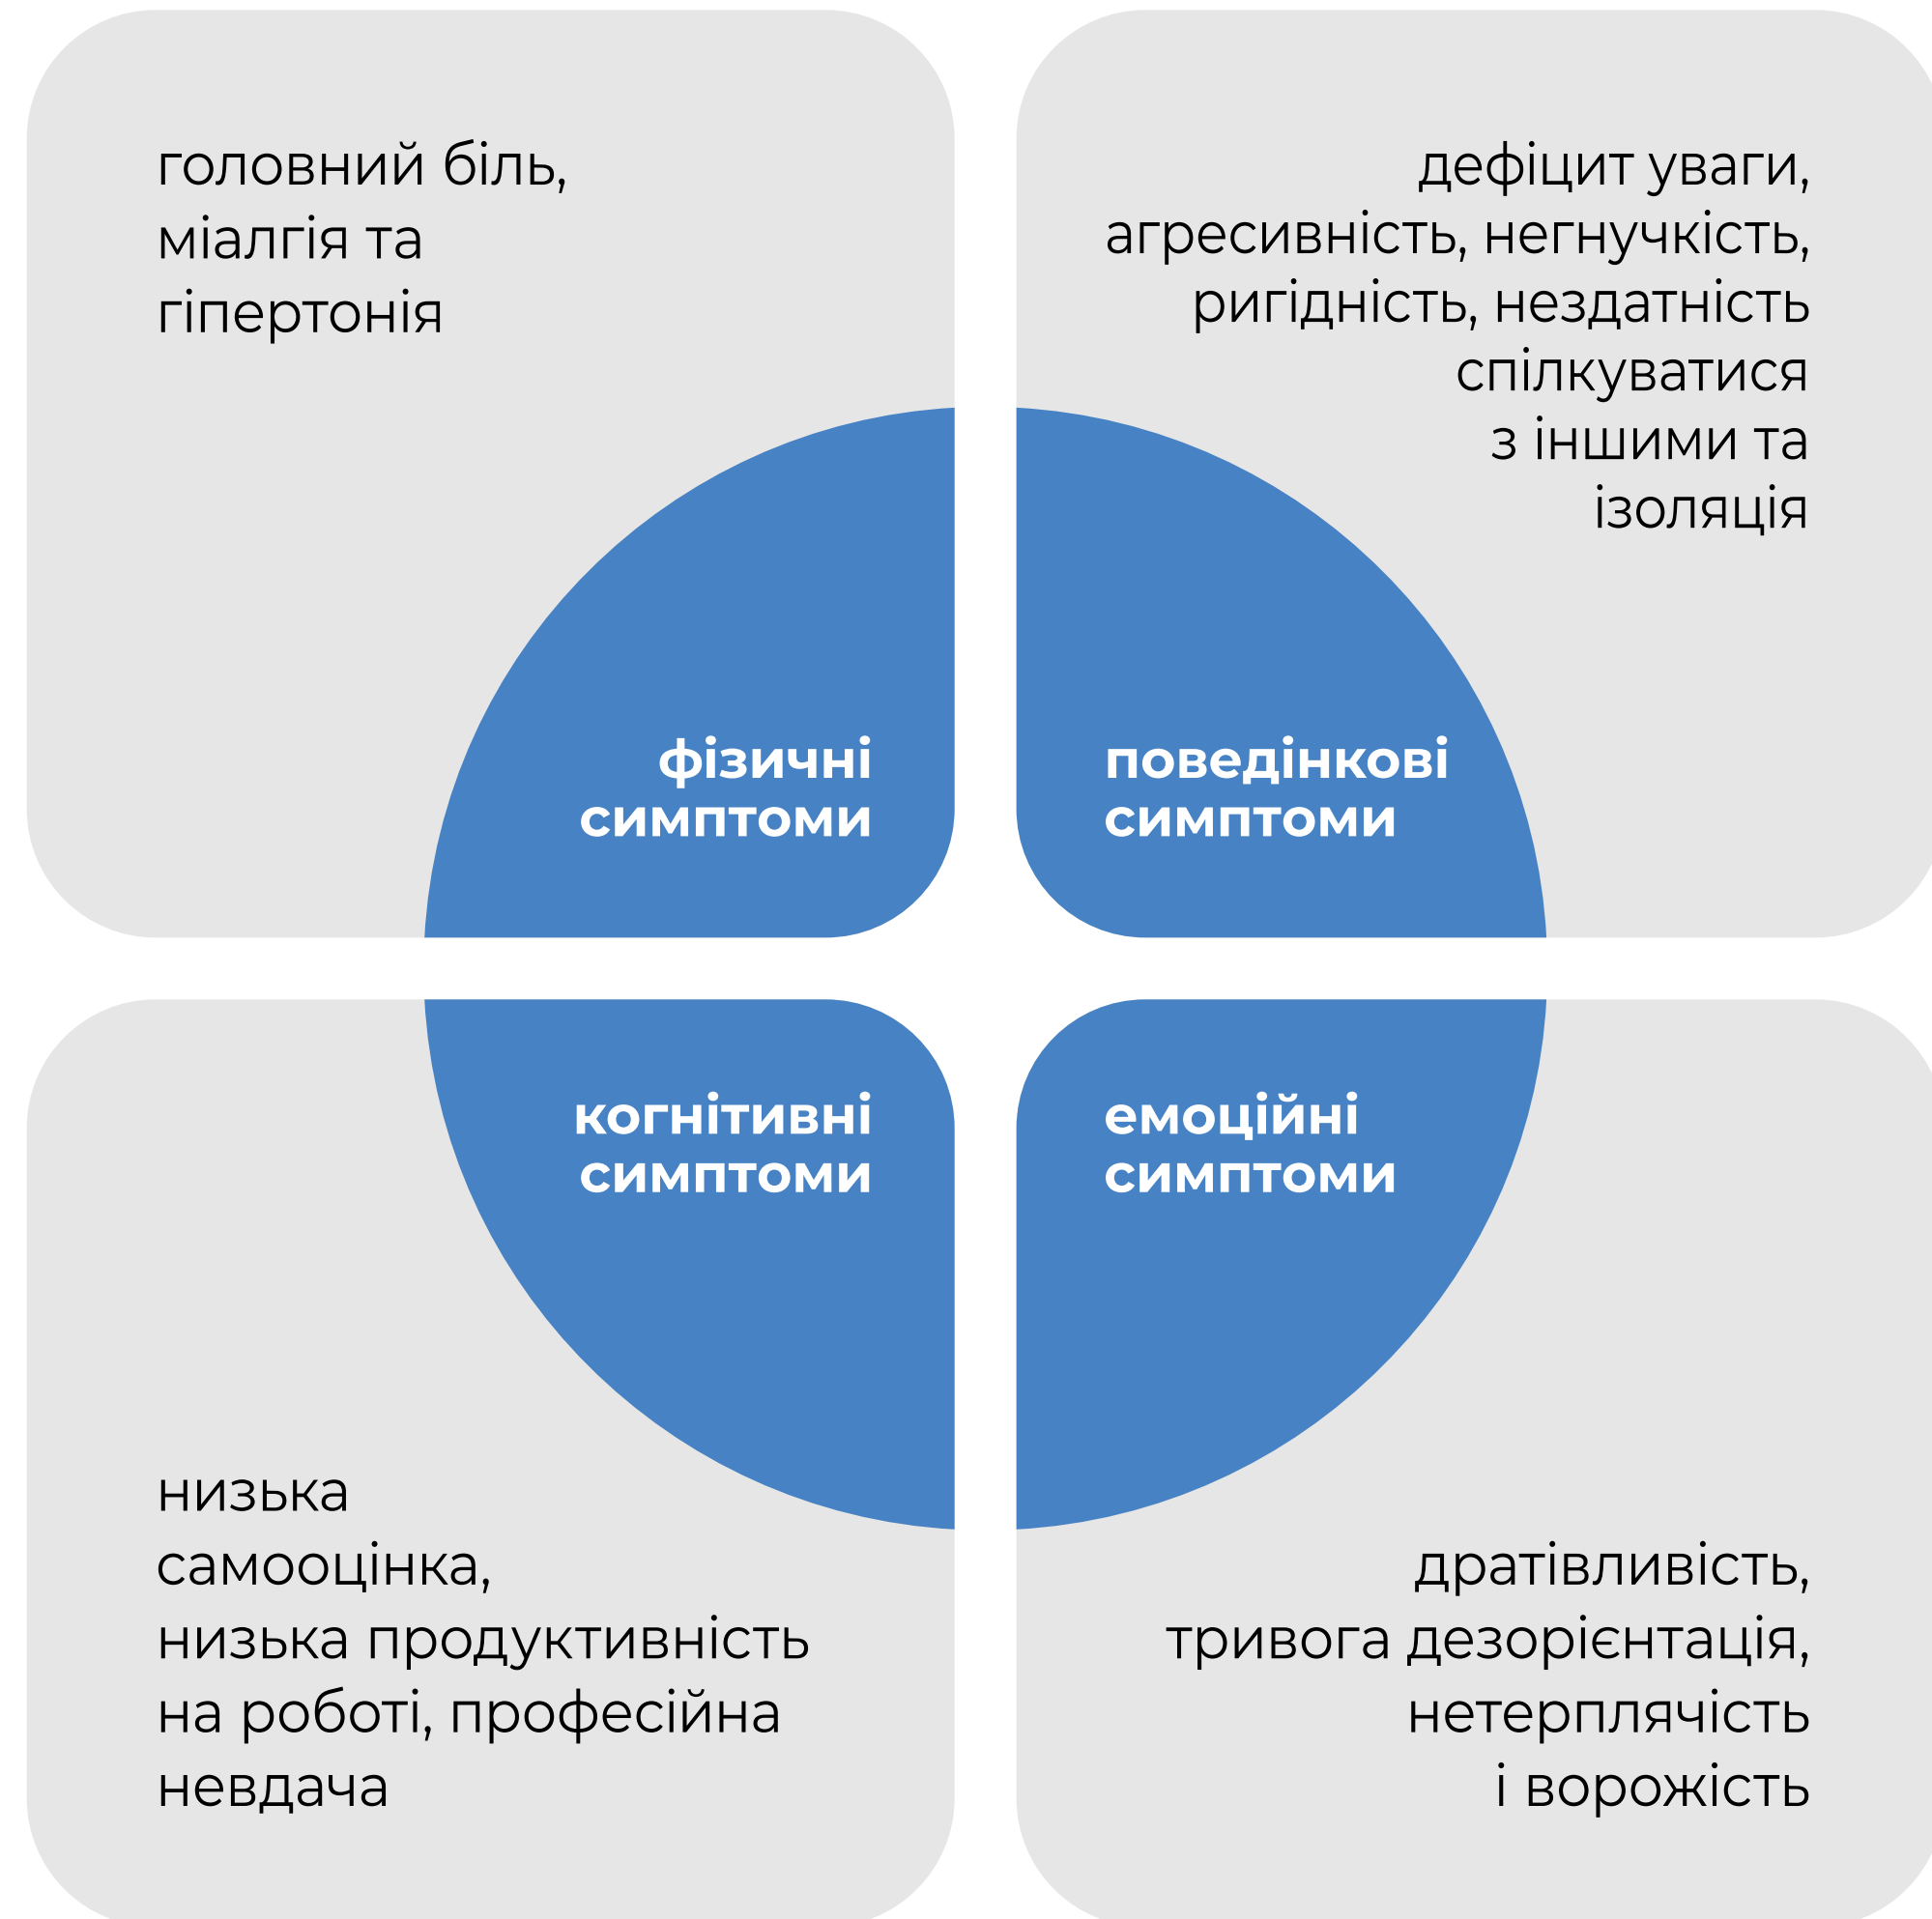 головний біль,
міалгія та
гіпертонія
фізичні
симптоми
дефіцит уваги,
агресивність, негнучкість,
ригідність, нездатність
спілкуватися
з іншими та
ізоляція
поведінкові
симптоми
когнітивні
симптоми
низька
самооцінка,
низька продуктивність
на роботі, професійна
невдача
емоційні
симптоми
дратівливість,
тривога дезорієнтація,
нетерплячість
і ворожість